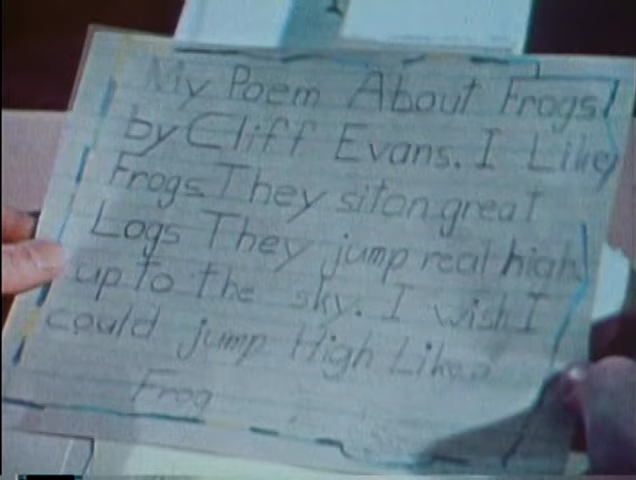 My Poem About Frogs!
by Cliff Evans. I Like
Frogs They sit on great
Logs They jump real high
up to the sky. I wish I
could jump High Like a
Frog